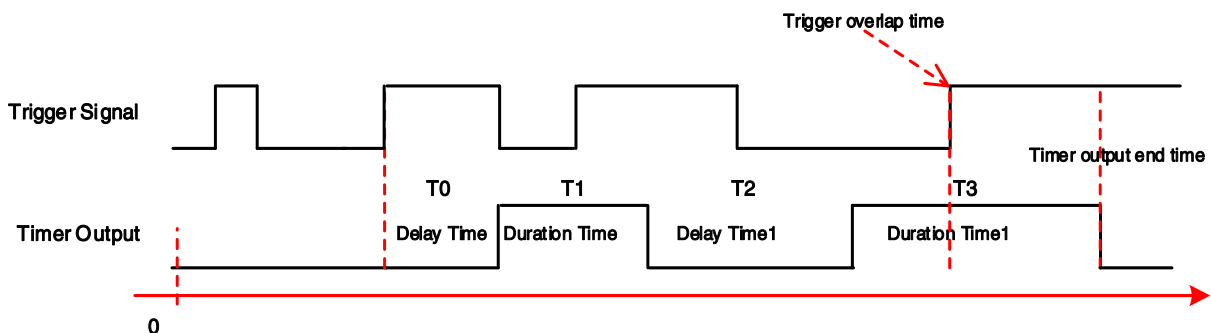 Trigger overlap time
Trigger Signal
Timer output end time
T0 T1 T2 T3
Timer Output
Delay Time Duration Time Delay Time1 Duration Time1
0